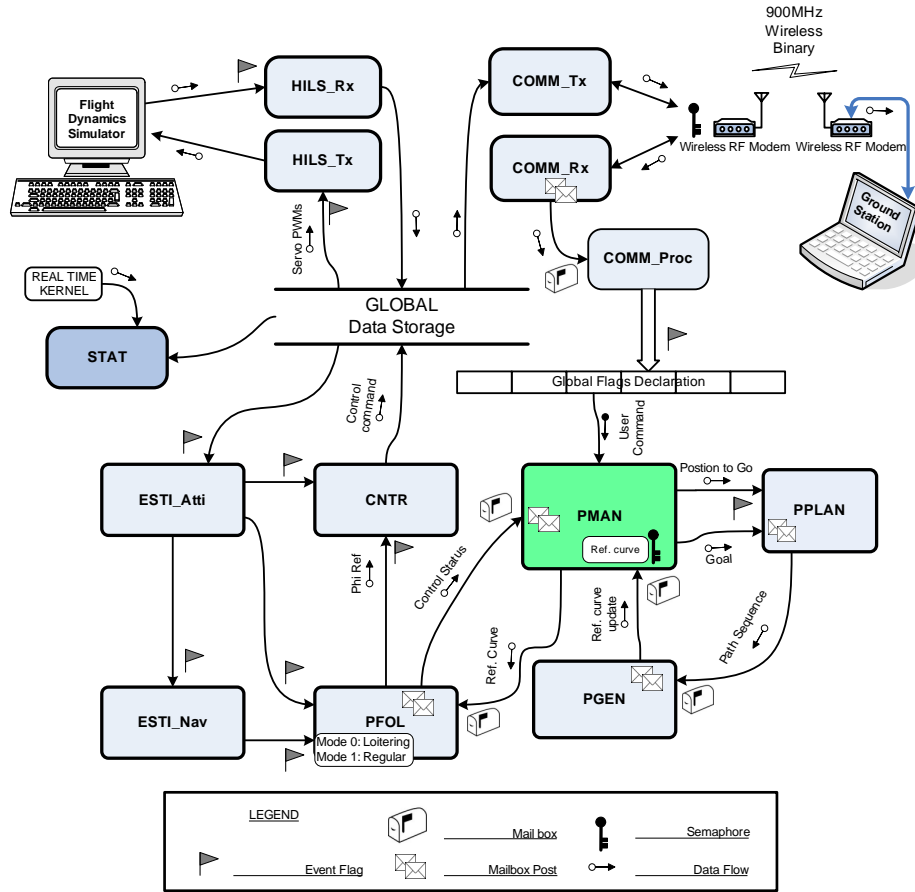 900MHz
Wireless
Binary
Flight
Dynamics
Simulator
HILS_Rx
COMM_Tx
HILS_Tx
COMM_Rx
Wireless RF Modem
Wireless RF Modem
Ground
Station
Servo PWMs
COMM_Proc
REAL TIME
KERNEL
GLOBAL
Data Storage
STAT
Global Flags Declaration
Control
command
User
Command
ESTI_Atti
CNTR
PMAN
Postion to Go
PPLAN
Ref. curve
Goal
Phi Ref
Control Status
Ref. Curve
Ref. curve
update
Path Sequence
ESTI_Nav
PFOL
Mode 0: Loitering
Mode 1: Regular
PGEN
LEGEND
Mail box
Semaphore
Event Flag
Mailbox Post
Data Flow